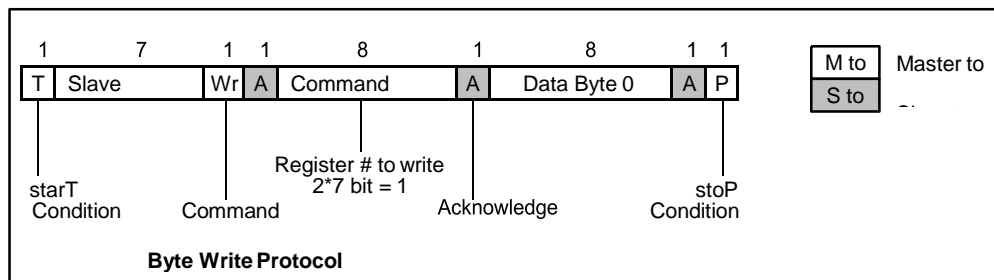 1 7 1 1 8 1 8 1 1
T Slave Wr A Command A Data Byte 0 A P
M to Master to
S to
Register # to write
2*7 bit = 1
starT
Condition
Command
Acknowledge
stoP
Condition
Byte Write Protocol